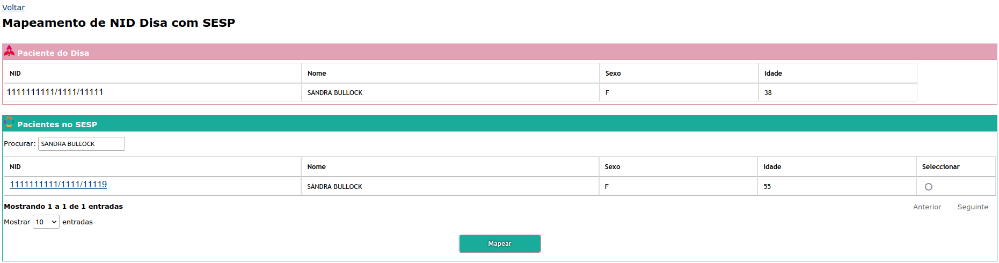 Voltar
Mapeamento de NID Disa com SESP
Paciente do Disa
NID Nome Sexo Idade
1111111111/1111/11111 SANDRA BULLOCK F 38
Pacientes no SESP
Procurar: SANDRA BULLOCK
NID Nome Sexo Idade Seleccionar
1111111111/1111/11119 SANDRA BULLOCK F 55
Mostrando 1 a 1 de 1 entradas Anterior Seguinte
Mostrar 10 entradas
Mapear